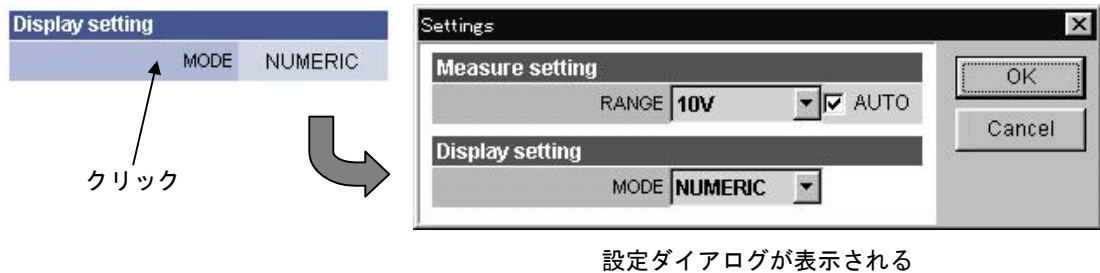 Display setting
MODE NUMERIC
クリック
Settings
Measure setting
RANGE 10V AUTO
Display setting
MODE NUMERIC
OK
Cancel
設定ダイアログが表示される